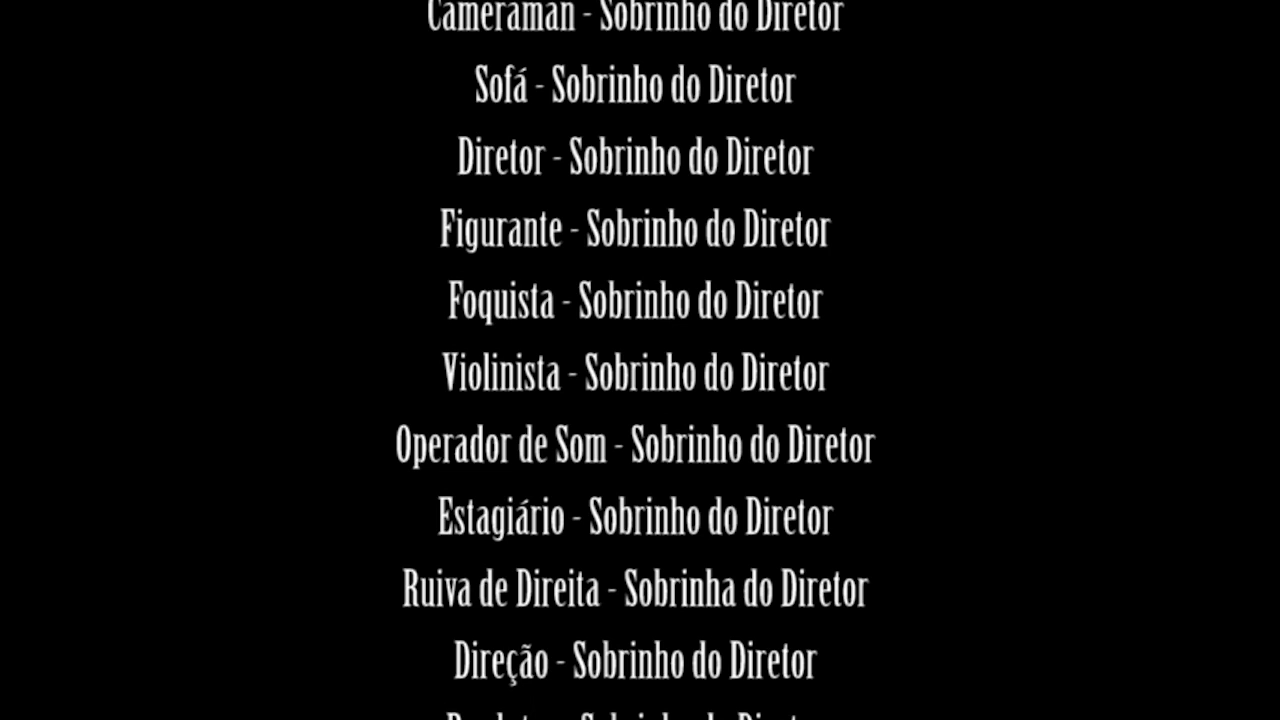 Cameraman - Sobrinho do Diretor
Sofá - Sobrinho do Diretor
Diretor - Sobrinho do Diretor
Figurante - Sobrinho do Diretor
Foquista - Sobrinho do Diretor
Violinista - Sobrinho do Diretor
Operador de Som - Sobrinho do Diretor
Estagiário - Sobrinho do Diretor
Ruiva de Direita - Sobrinha do Diretor
Direção - Sobrinho do Diretor